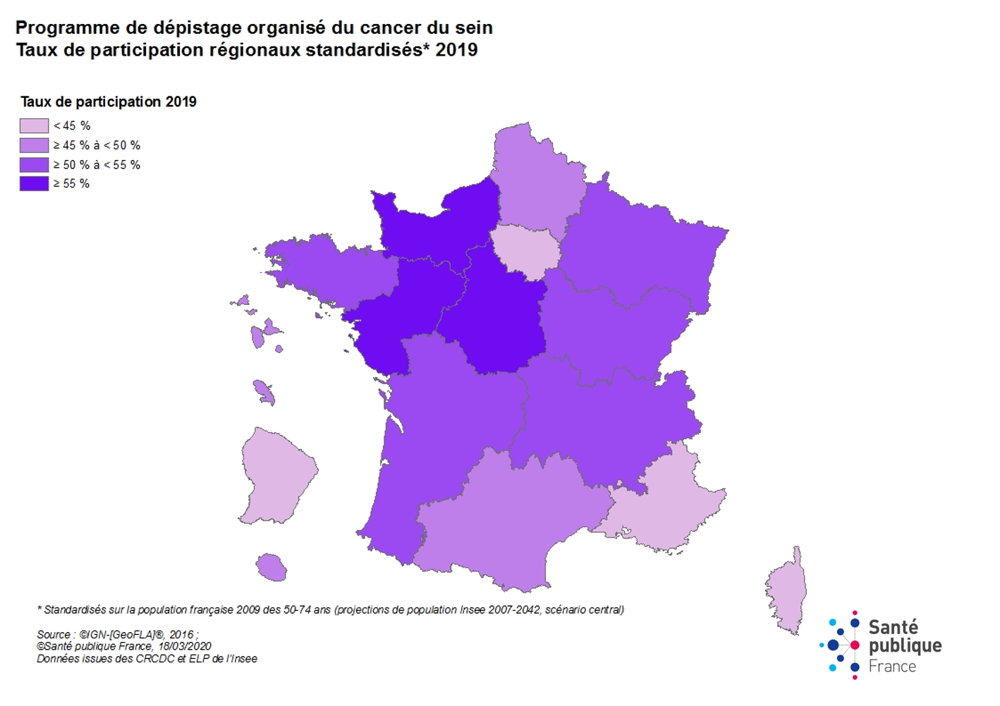 Programme de dépistage organisé du cancer du sein
Taux de participation régionaux standardisés* 2019
Taux de participation 2019
< 45 %
≥ 45 % à < 50 %
≥ 50 % à < 55 %
≥ 55 %
* Standardisés sur la population française 2009 des 50-74 ans (projections de population Insee 2007-2042, scénario central)
Source : ©IGN-[GeoFLA]®, 2016 ;
©Santé publique France, 18/03/2020
Données issues des CRCDC et ELP de l'Insee
Santé
publique
France